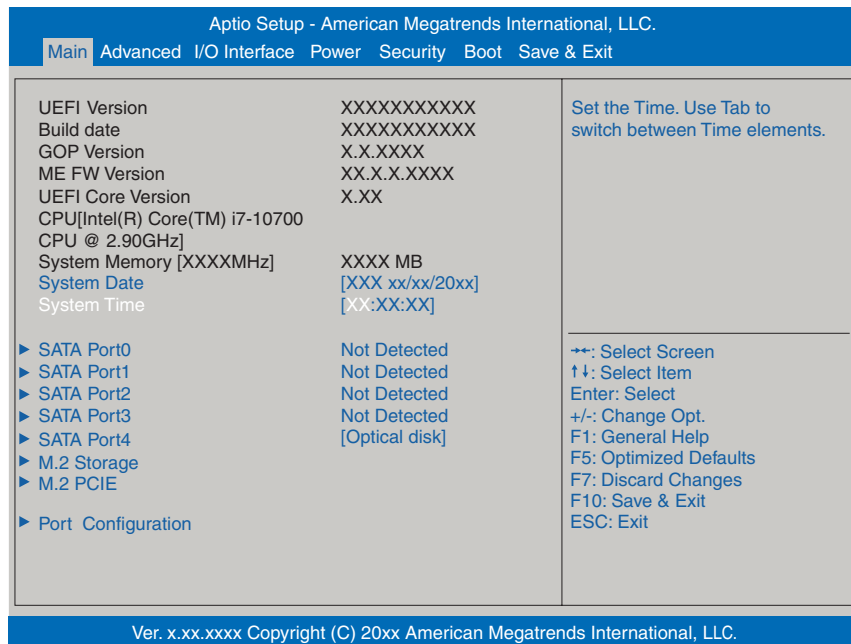 Aptio Setup - American Megatrends International, LLC.
Main Advanced I/O Interface Power Security Boot Save & Exit
UEFI Version XXXXXXXXXXX
Build date XXXXXXXXXXX
GOP Version X.X.XXXX
ME FW Version XX.X.X.XXXX
UEFI Core Version X.XX
CPU[Intel(R) Core(TM) i7-10700
CPU @ 2.90GHz]
System Memory [XXXXMHz] XXXX MB
System Date [XXX xx/xx/20xx]
System Time [XX:XX:XX]
SATA Port0 Not Detected
SATA Port1 Not Detected
SATA Port2 Not Detected
SATA Port3 Not Detected
SATA Port4 [Optical disk]
M.2 Storage
M.2 PCIE
Port Configuration
Set the Time. Use Tab to
switch between Time elements.
→←: Select Screen
↑↓: Select Item
Enter: Select
+/-: Change Opt.
F1: General Help
F5: Optimized Defaults
F7: Discard Changes
F10: Save & Exit
ESC: Exit
Ver. x.xx.xxxx Copyright (C) 20xx American Megatrends International, LLC.